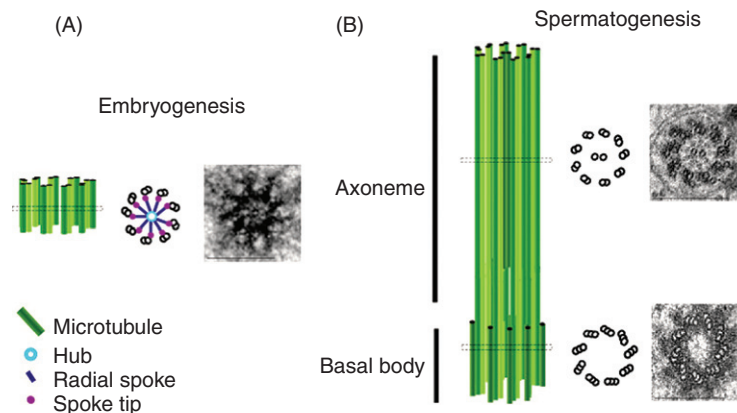 (A)
Embryogenesis
Microtubule
Hub
Radial spoke
Spoke tip
(B)
Spermatogenesis
Axoneme
Basal body